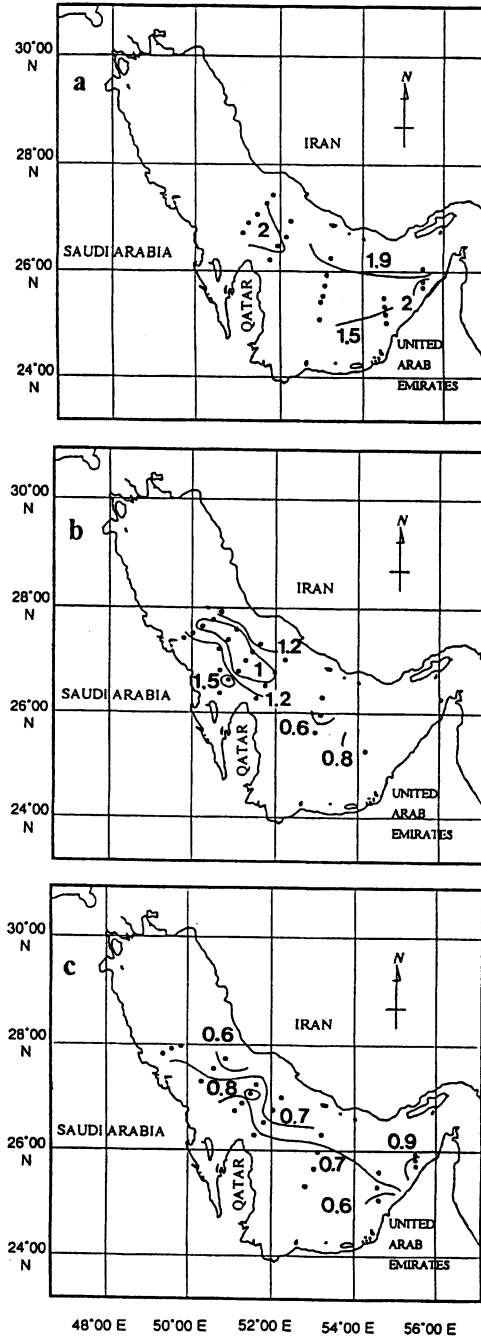 a
30°00
N
N
28°00
N
IRAN
2
SAUDI ARABIA
26°00
N
1.9
QATAR
2
1.5
24°00
N
UNITED
ARAB
EMIRATES
b
30°00
N
N
28°00
N
IRAN
1.2
1
1.5
1.2
SAUDI ARABIA
26°00
N
0.6
QATAR
0.8
24°00
N
UNITED
ARAB
EMIRATES
c
30°00
N
N
28°00
N
0.6
IRAN
0.8
0.7
SAUDI ARABIA
26°00
N
0.9
0.7
QATAR
0.6
24°00
N
UNITED
ARAB
EMIRATES
48°00 E 50°00 E 52°00 E 54°00 E 56°00 E